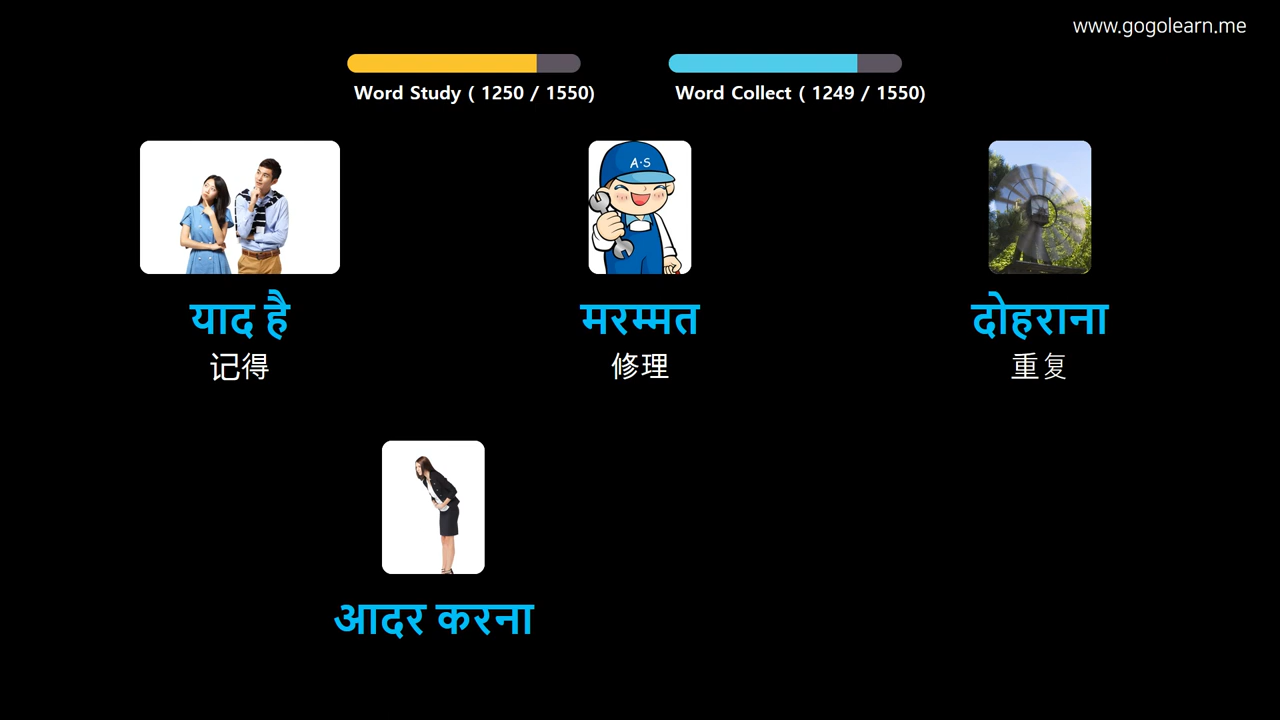 www.gogolearn.me
Word Study ( 1250 / 1550)
Word Collect ( 1249 / 1550)
A·S
याद है
मरम्मत
दोहराना
记得
修理
重复
आदर करना